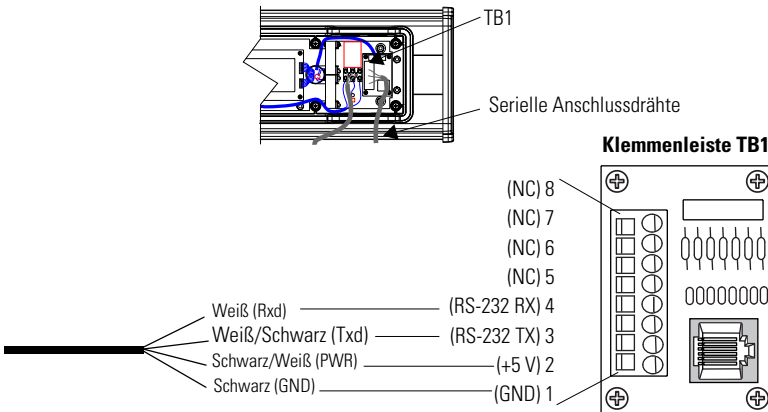 TB1
Serielle Anschlussdrähte
Klemmenleiste TB1
(NC) 8
(NC) 7
(NC) 6
(NC) 5
Weiß (Rxd) (RS-232 RX) 4
Weiß/Schwarz (Txd) (RS-232 TX) 3
Schwarz/Weiß (PWR) (+5 V) 2
Schwarz (GND) (GND) 1